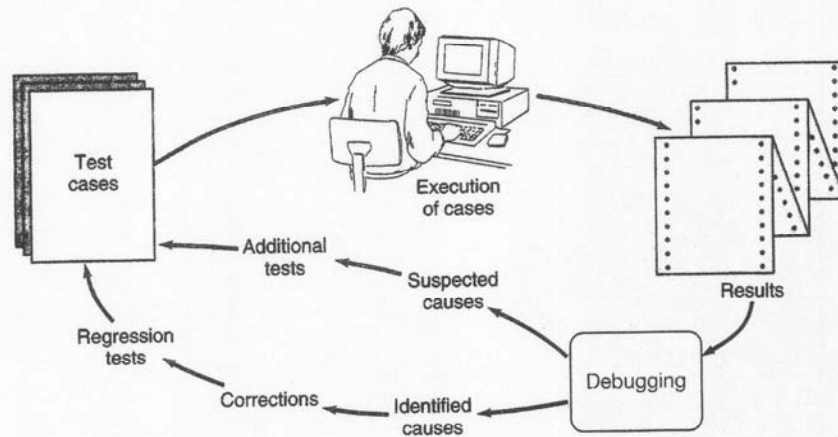 Test
cases
Execution
of cases
Results
Additional
tests
Suspected
causes
Regression
tests
Debugging
Corrections
Identified
causes